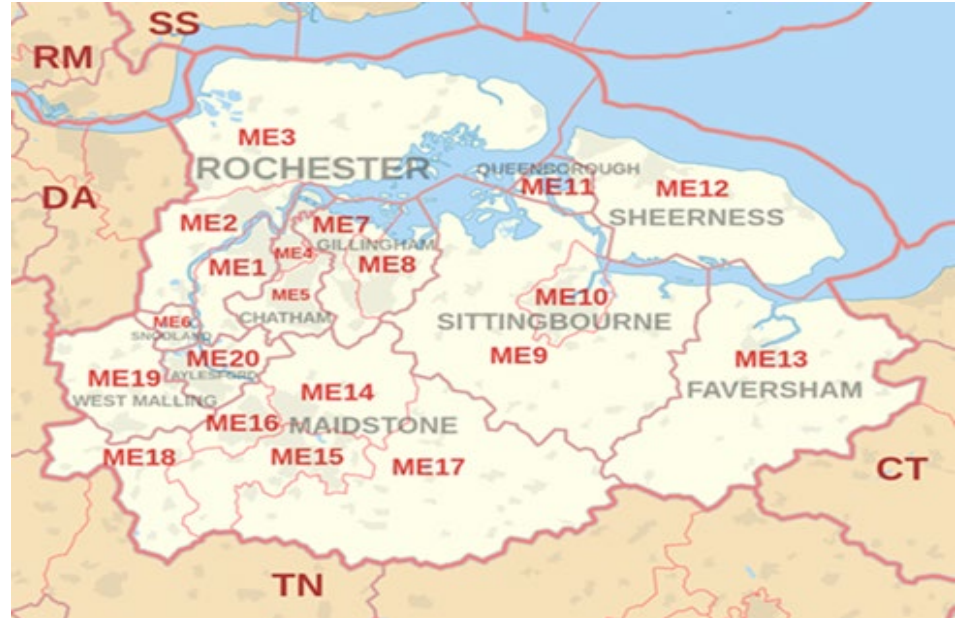 SS
RM
ME3
ROCHESTER
DA
QUEENBOROUGH
ME11
ME12
SHEERNESS
ME2
ME7
GILLINGHAM
ME4
ME1
ME8
ME5
CHATHAM
ME10
SITTINGBOURNE
ME6
SNODLAND
ME9
ME20
AYLESFORD
ME13
FAVERSHAM
ME19
WEST MALLING
ME14
ME16
MAIDSTONE
ME18
ME15
ME17
CT
TN